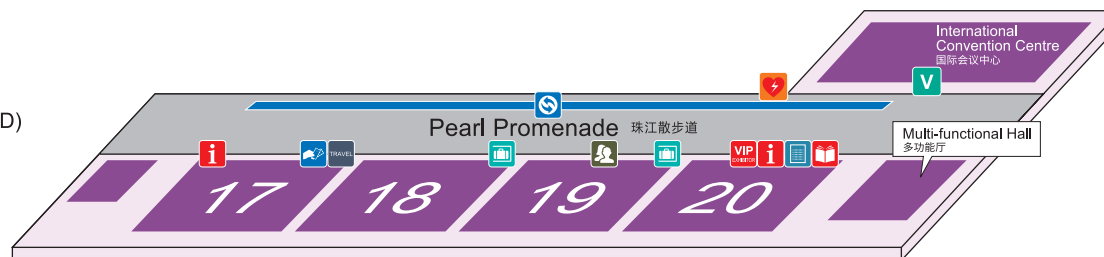 International
Convention Centre
国际会议中心
V
D)
Pearl Promenade 珠江散步道
Multi-functional Hall
多功能厅
i
TRAVEL
VIP
EXHIBITOR
i
17
18
19
20